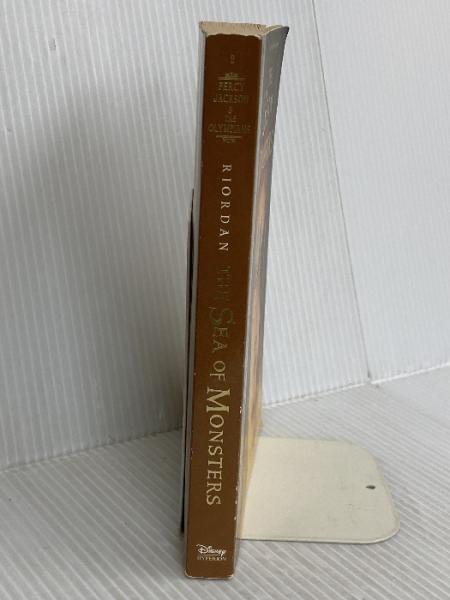 2
PERCY
JACKSON
&
THE
OLYMPIANS
RIORDAN
THE SEA OF MONSTERS
Disney
HYPERION